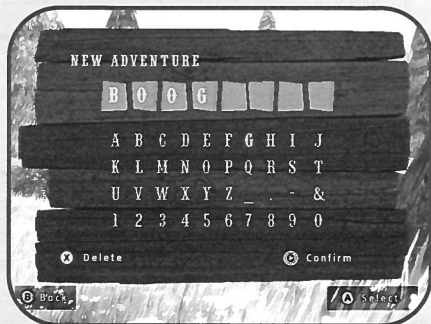 NEW ADVENTURE
B O O G
A B C D E F G H I J
K L M N O P Q R S T
U V W X Y Z _ . - &
1 2 3 4 5 6 7 8 9 0
X Delete Confirm
B Back A Select